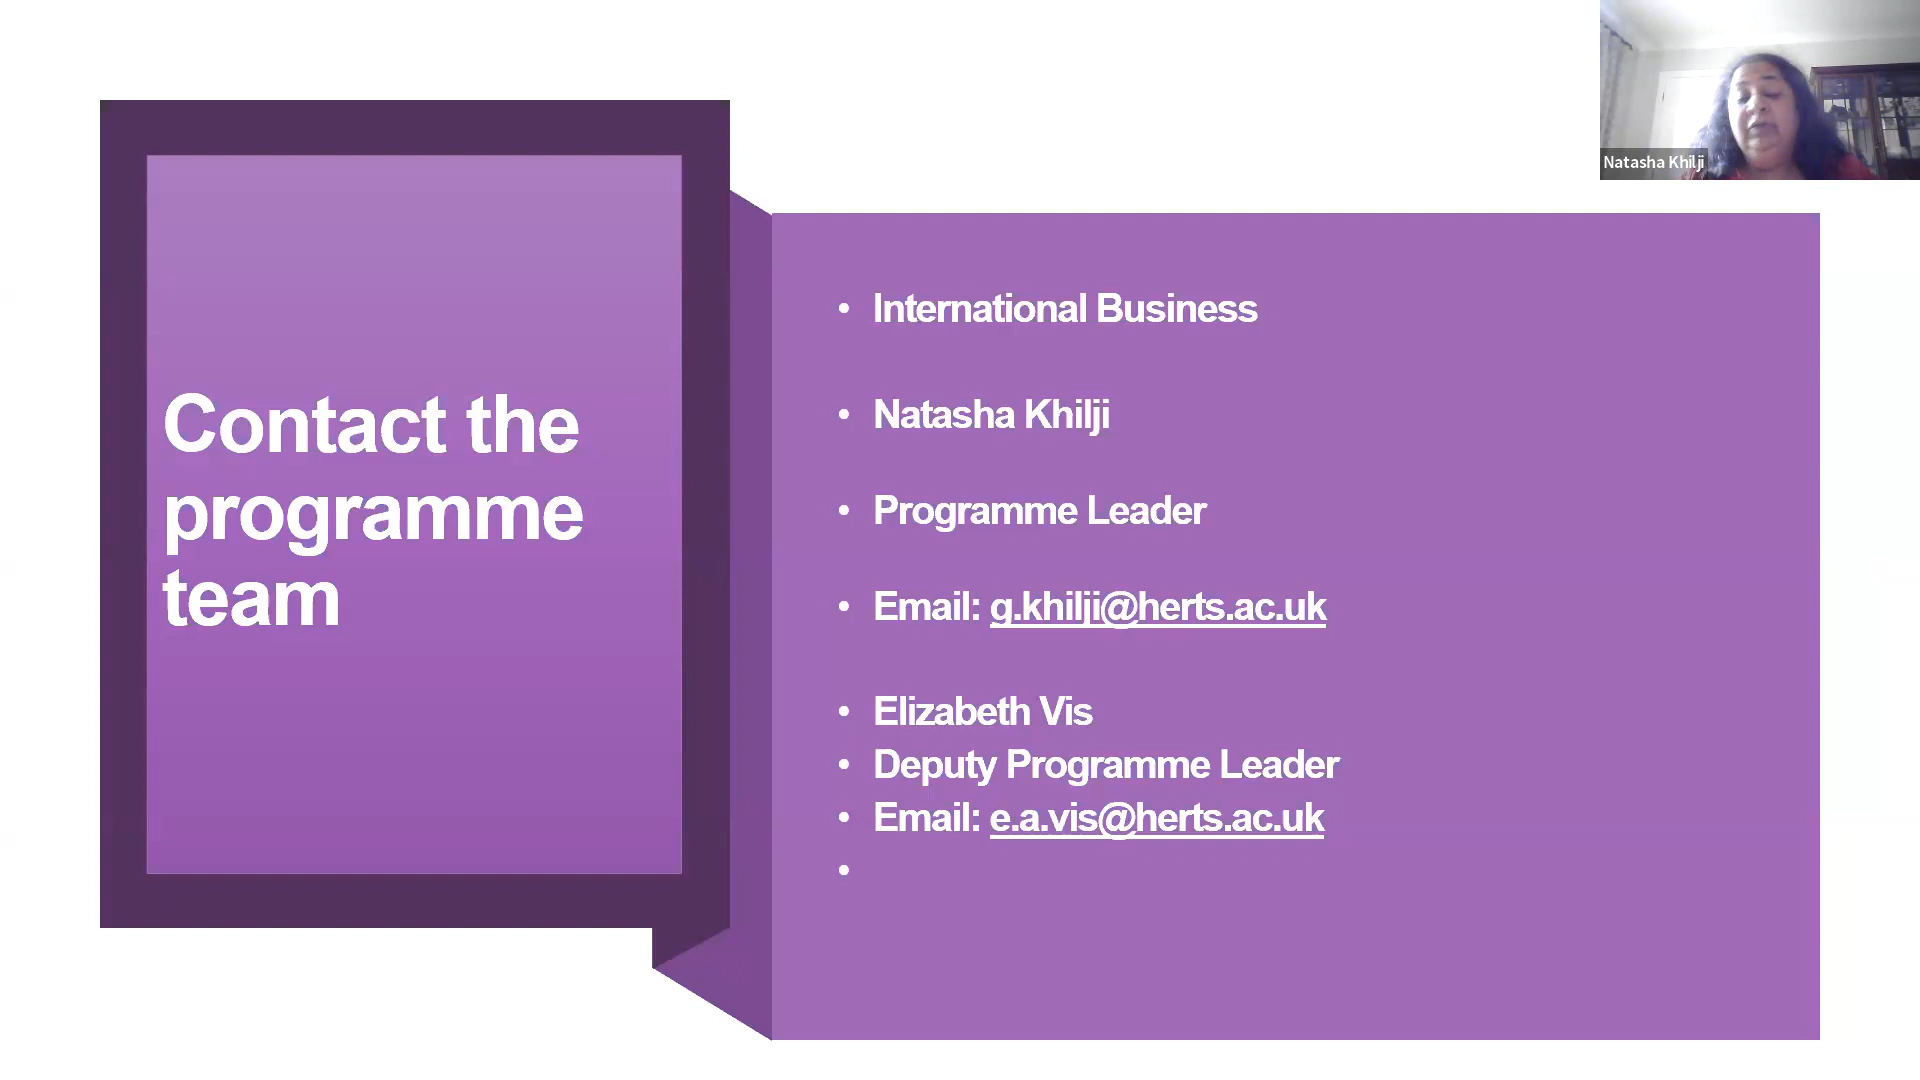 Natasha Khilji
Contact the
programme
team
• International Business
• Natasha Khilji
• Programme Leader
• Email: g.khilji@herts.ac.uk
• Elizabeth Vis
• Deputy Programme Leader
• Email: e.a.vis@herts.ac.uk
•